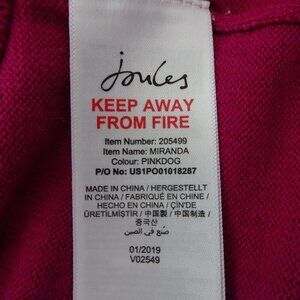 Joules
KEEP AWAY
FROM FIRE
Item Number: 205499
Item Name: MIRANDA
Colour: PINKDOG
P/O No: US1PO01018287
MADE IN CHINA / HERGESTELLT
IN CHINA / FABRIQUÉ EN CHINE /
HECHO EN CHINA / ÇIN'DE
ÜRETİLMİŞTİR / 中国製 / 中国制造 /
중국산
صنع في الصين
01/2019
V02549